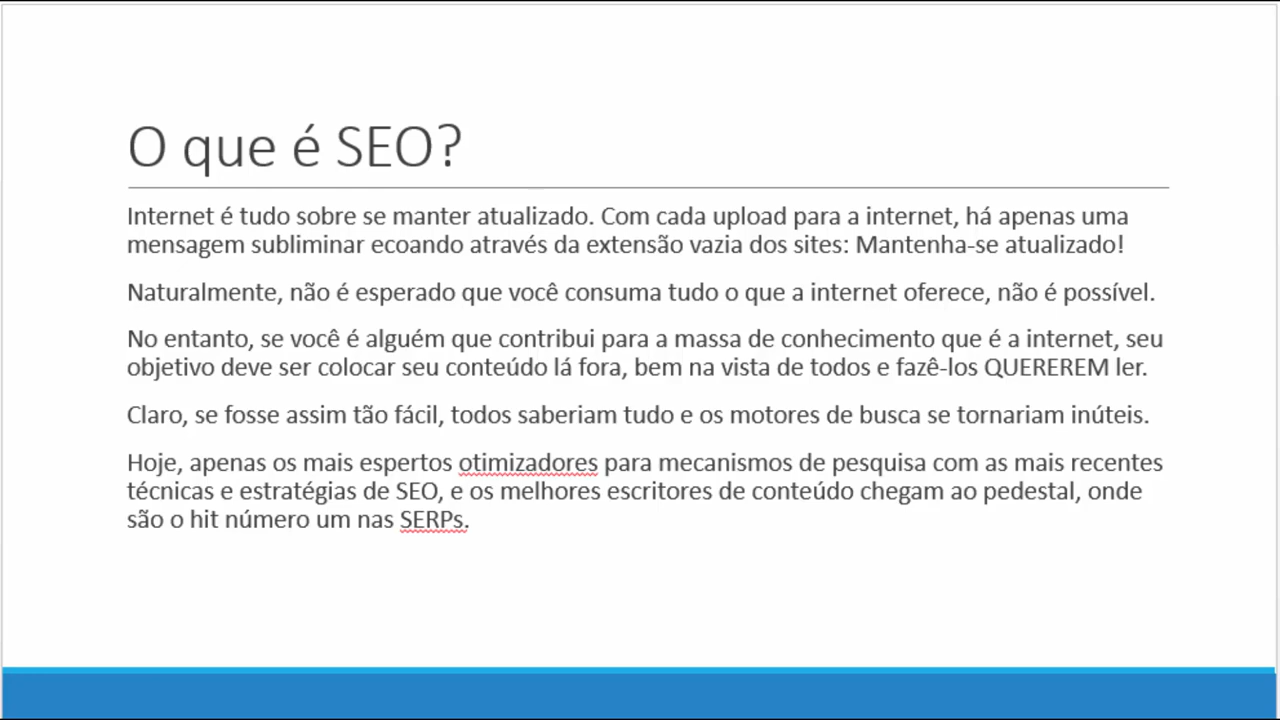 O que é SEO?
Internet é tudo sobre se manter atualizado. Com cada upload para a internet, há apenas uma
mensagem subliminar ecoando através da extensão vazia dos sites: Mantenha-se atualizado!
Naturalmente, não é esperado que você consuma tudo o que a internet oferece, não é possível.
No entanto, se você é alguém que contribui para a massa de conhecimento que é a internet, seu
objetivo deve ser colocar seu conteúdo lá fora, bem na vista de todos e fazê-los QUEREREM ler.
Claro, se fosse assim tão fácil, todos saberiam tudo e os motores de busca se tornariam inúteis.
Hoje, apenas os mais espertos otimizadores para mecanismos de pesquisa com as mais recentes
técnicas e estratégias de SEO, e os melhores escritores de conteúdo chegam ao pedestal, onde
são o hit número um nas SERPs.